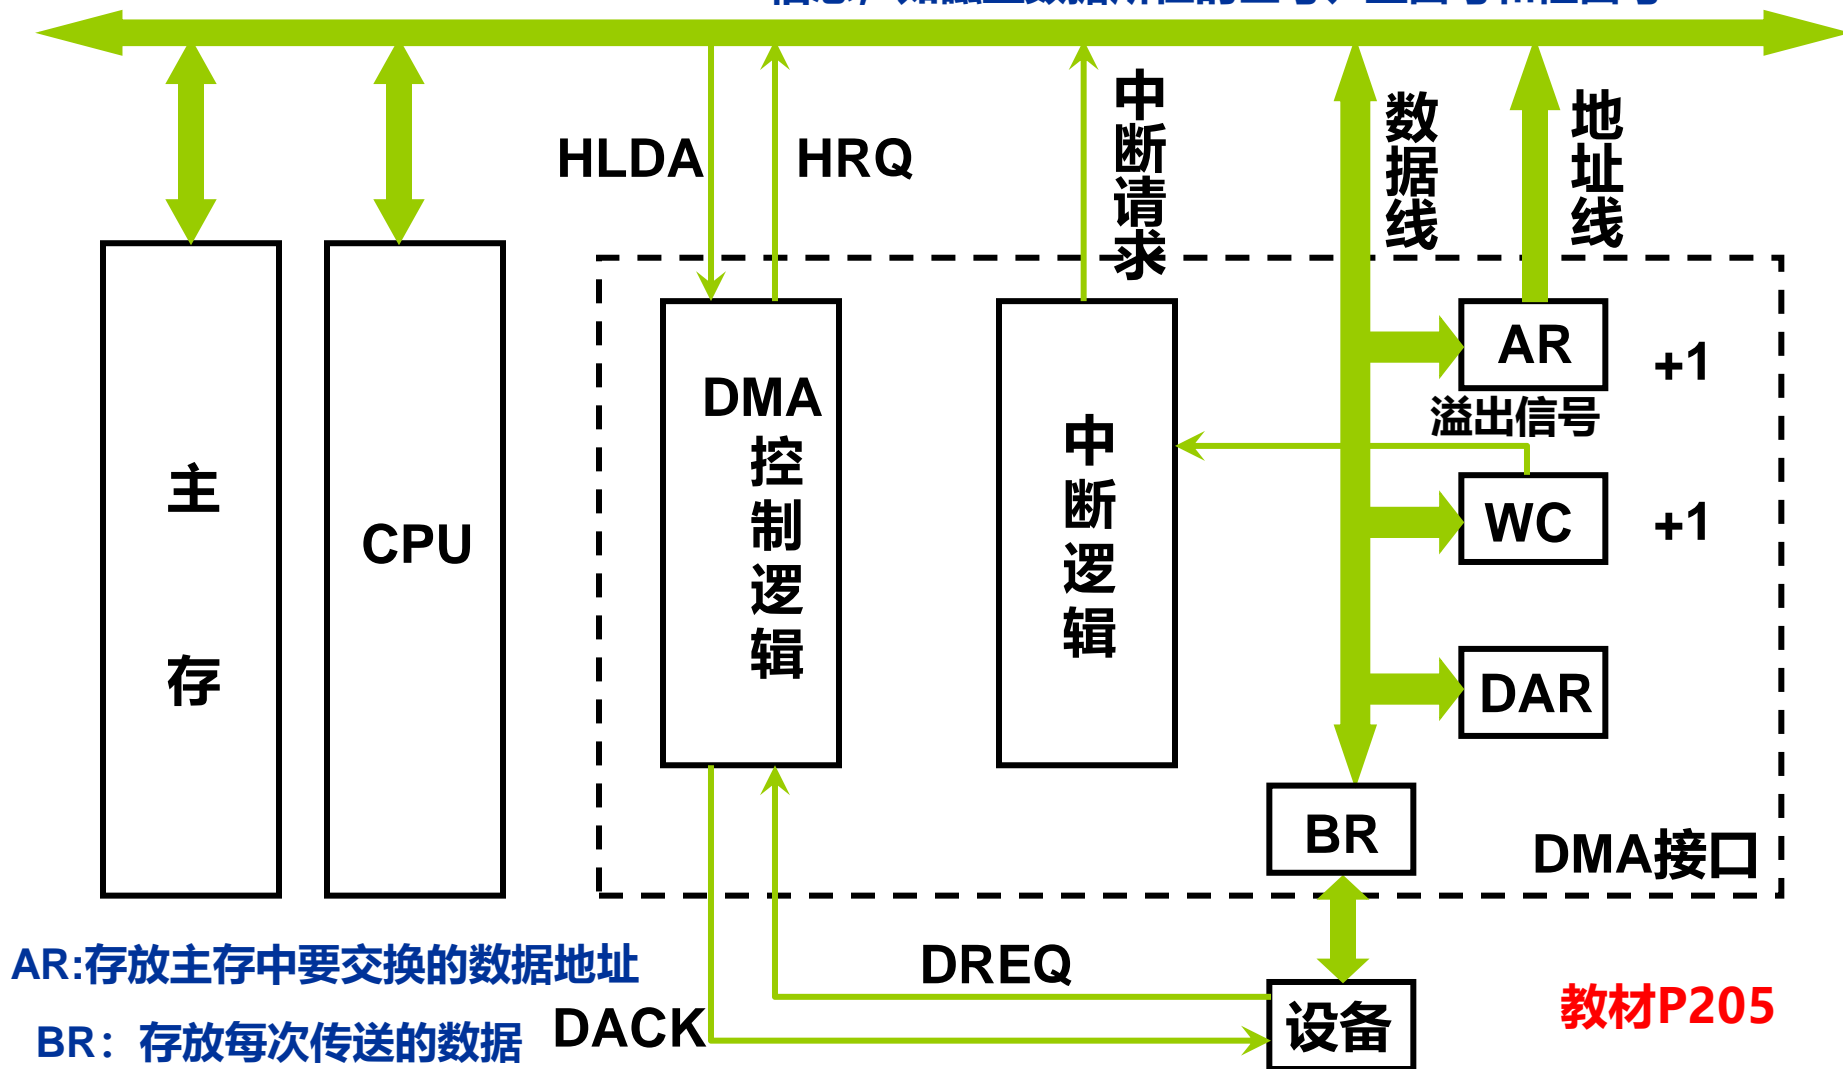 HLDA
HRQ
中断请求
数据线
地址线
主存
CPU
DMA
控制逻辑
中断逻辑
AR
+1
溢出信号
WC
+1
DAR
BR
DMA接口
AR:存放主存中要交换的数据地址
DREQ
BR：存放每次传送的数据
DACK
设备
教材P205